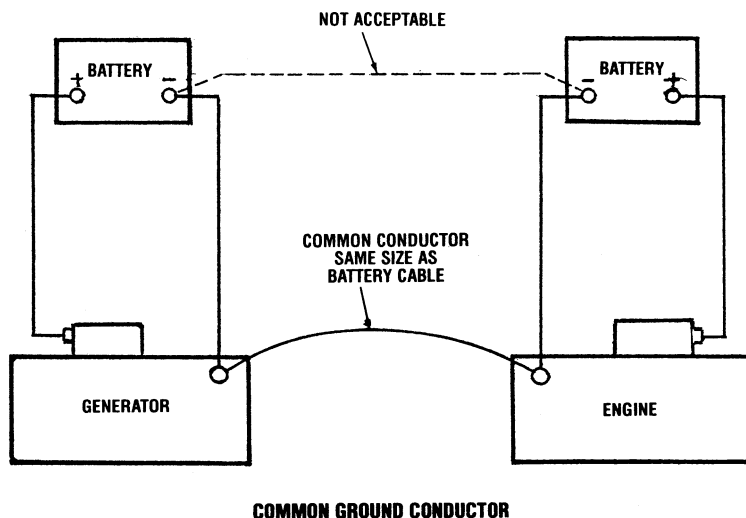 NOT ACCEPTABLE
BATTERY
+ -
BATTERY
- +
COMMON CONDUCTOR
SAME SIZE AS
BATTERY CABLE
GENERATOR
ENGINE
COMMON GROUND CONDUCTOR